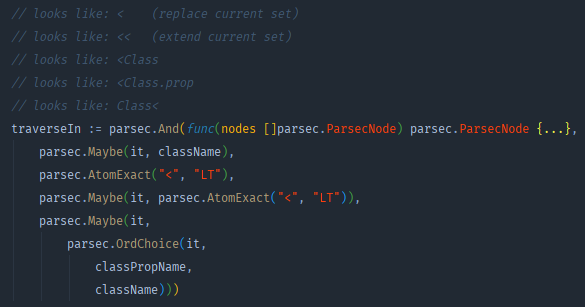 // looks like: <    (replace current set)
// looks like: <<   (extend current set)
// looks like: <Class
// looks like: <Class.prop
// looks like: Class<
traverseIn := parsec.And(func(nodes []parsec.ParsecNode) parsec.ParsecNode {...},
    parsec.Maybe(it, className),
    parsec.AtomExact("<", "LT"),
    parsec.Maybe(it, parsec.AtomExact("<", "LT")),
    parsec.Maybe(it,
        parsec.OrdChoice(it,
            classPropName,
            className)))